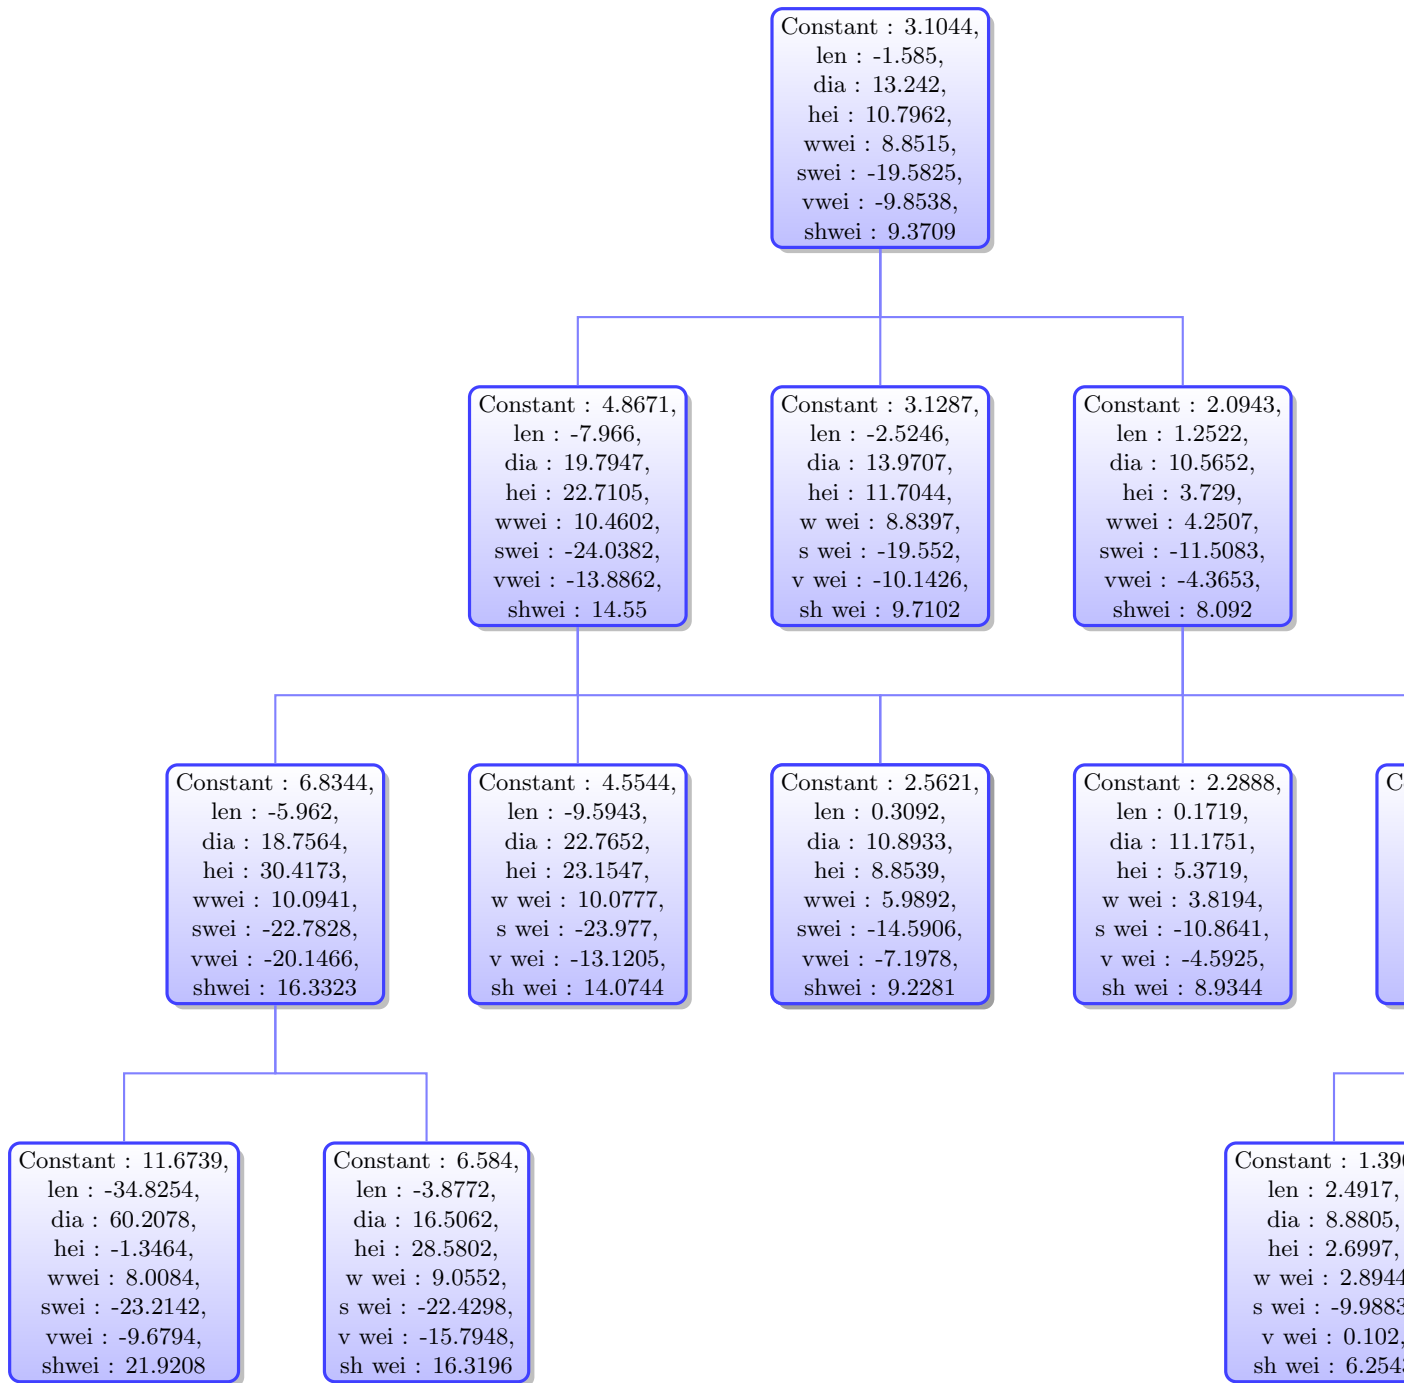 Constant : 3.1044,
len : -1.585,
dia : 13.242,
hei : 10.7962,
wwei : 8.8515,
swei : -19.5825,
vwei : -9.8538,
shwei : 9.3709
Constant : 4.8671,
len : -7.966,
dia : 19.7947,
hei : 22.7105,
wwei : 10.4602,
swei : -24.0382,
vwei : -13.8862,
shwei : 14.55
Constant : 3.1287,
len : -2.5246,
dia : 13.9707,
hei : 11.7044,
w wei : 8.8397,
s wei : -19.552,
v wei : -10.1426,
sh wei : 9.7102
Constant : 2.0943,
len : 1.2522,
dia : 10.5652,
hei : 3.729,
wwei : 4.2507,
swei : -11.5083,
vwei : -4.3653,
shwei : 8.092
Constant : 6.8344,
len : -5.962,
dia : 18.7564,
hei : 30.4173,
wwei : 10.0941,
swei : -22.7828,
vwei : -20.1466,
shwei : 16.3323
Constant : 4.5544,
len : -9.5943,
dia : 22.7652,
hei : 23.1547,
w wei : 10.0777,
s wei : -23.977,
v wei : -13.1205,
sh wei : 14.0744
Constant : 2.5621,
len : 0.3092,
dia : 10.8933,
hei : 8.8539,
wwei : 5.9892,
swei : -14.5906,
vwei : -7.1978,
shwei : 9.2281
Constant : 2.2888,
len : 0.1719,
dia : 11.1751,
hei : 5.3719,
w wei : 3.8194,
s wei : -10.8641,
v wei : -4.5925,
sh wei : 8.9344
Constant : 11.6739,
len : -34.8254,
dia : 60.2078,
hei : -1.3464,
wwei : 8.0084,
swei : -23.2142,
vwei : -9.6794,
shwei : 21.9208
Constant : 6.584,
len : -3.8772,
dia : 16.5062,
hei : 28.5802,
w wei : 9.0552,
s wei : -22.4298,
v wei : -15.7948,
sh wei : 16.3196
Constant :
len : 2.4917,
dia : 8.8805,
hei : 2.6997,
w wei : 2.8944
s wei : -9.9883
v wei : 0.102,
sh wei :